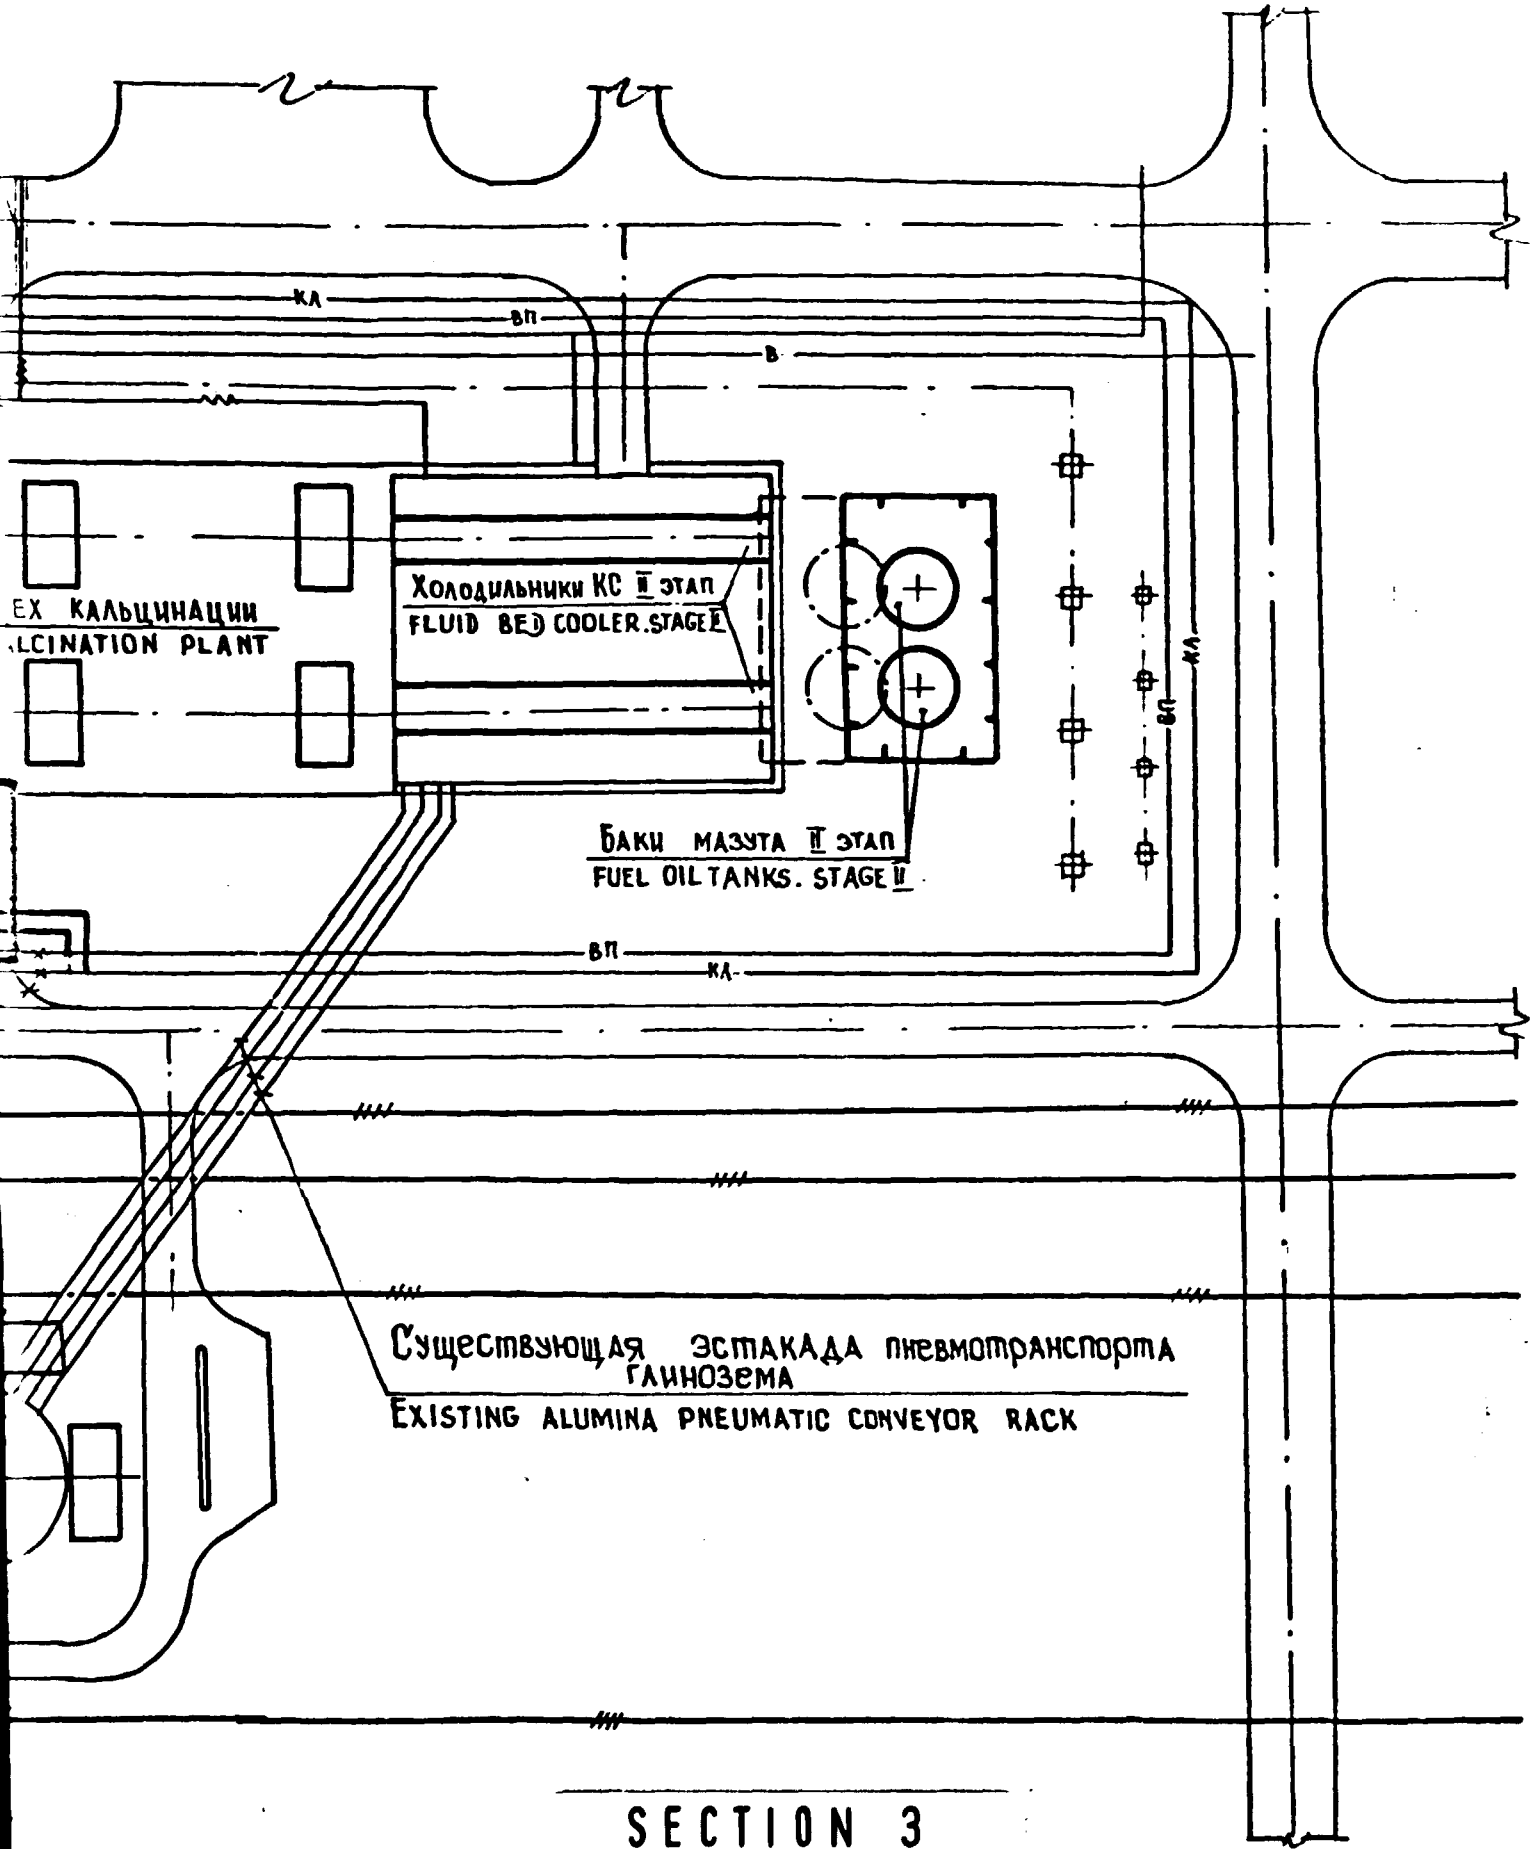 КЛ
ВП
В
Холодильники КС II этап
FLUID BED COOLER.STAGE II
ЕХ КАЛЬЦИНАЦИИ
LCINATION PLANT
КЛ
ВП
Баки мазута II этап
FUEL OIL TANKS. STAGE II
ВП
КЛ
Существующая эстакада пневмотранспорта
глинозема
EXISTING ALUMINA PNEUMATIC CONVEYOR RACK
SECTION 3